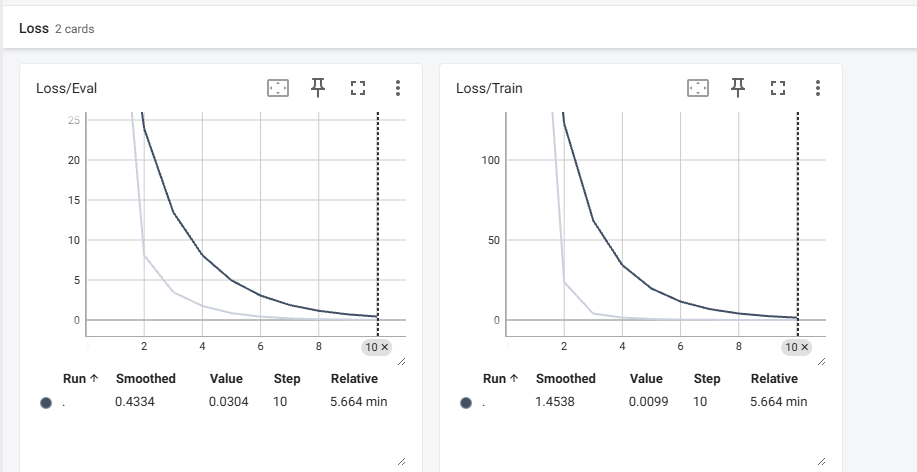 Loss 2 cards
Loss/Eval
25
20
15
10
5
0
2 4 6 8 10 ×
Run ↑ Smoothed Value Step Relative
. 0.4334 0.0304 10 5.664 min
Loss/Train
100
50
0
2 4 6 8 10 ×
Run ↑ Smoothed Value Step Relative
. 1.4538 0.0099 10 5.664 min